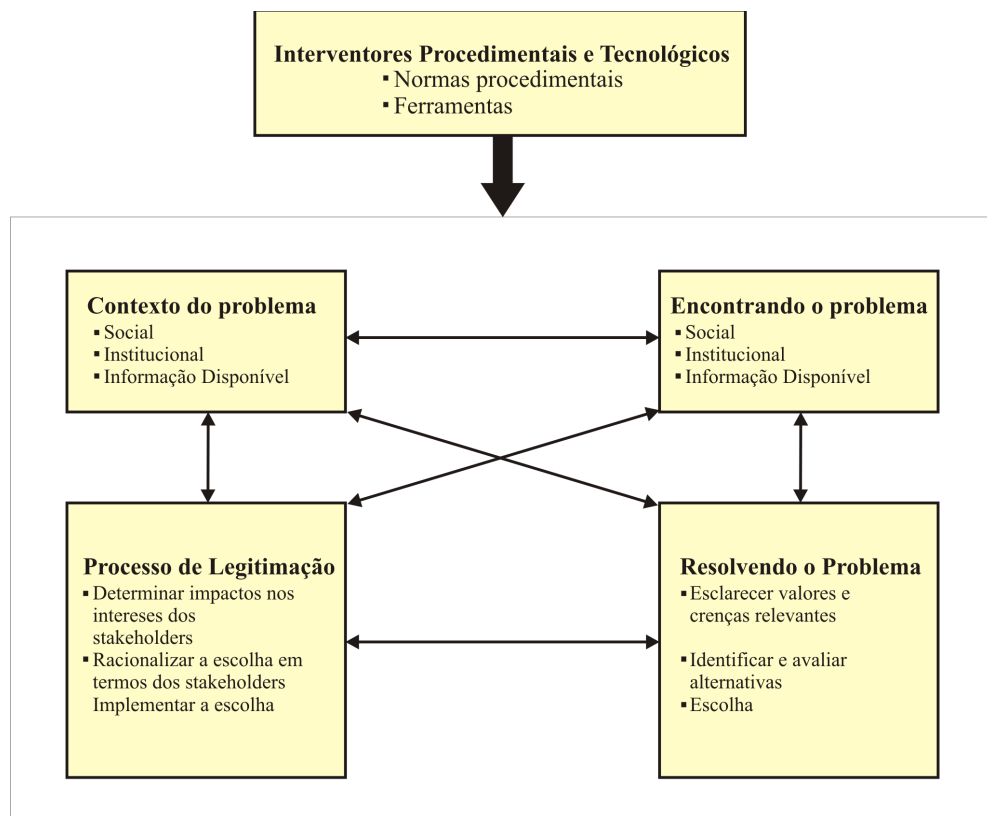 Interventores Procedimentais e Tecnológicos
▪ Normas procedimentais
▪ Ferramentas
Contexto do problema
▪ Social
▪ Institucional
▪ Informação Disponível
Encontrando o problema
▪ Social
▪ Institucional
▪ Informação Disponível
Processo de Legitimação
▪ Determinar impactos nos
intereses dos
stakeholders
▪ Racionalizar a escolha em
termos dos stakeholders
Implementar a escolha
Resolvendo o Problema
▪ Esclarecer valores e
crenças relevantes
▪ Identificar e avaliar
alternativas
▪ Escolha